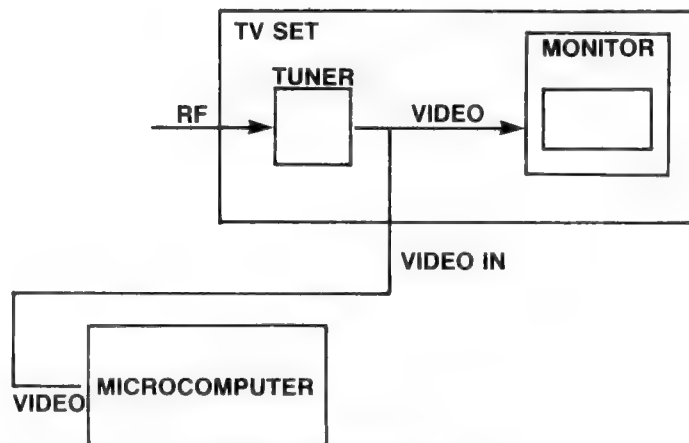 TV SET
MONITOR
TUNER
RF
VIDEO
VIDEO IN
MICROCOMPUTER
VIDEO